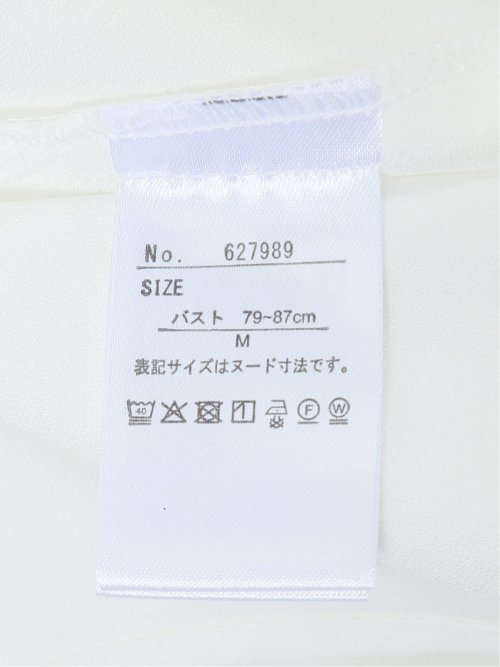 No. 627989
SIZE
バスト 79~87cm
M
表記サイズはヌード寸法です。
40 F W